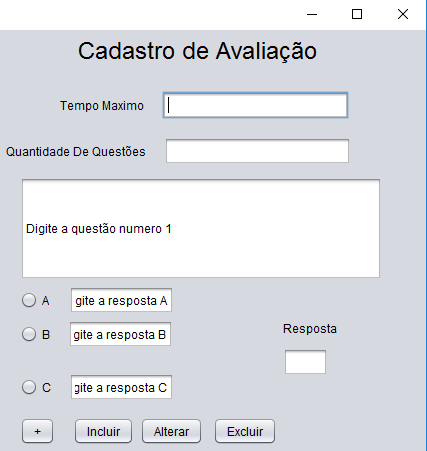 Cadastro de Avaliação
Tempo Maximo
Quantidade De Questões
Digite a questão numero 1
A gite a resposta A
B gite a resposta B
Resposta
C gite a resposta C
+ Incluir Alterar Excluir